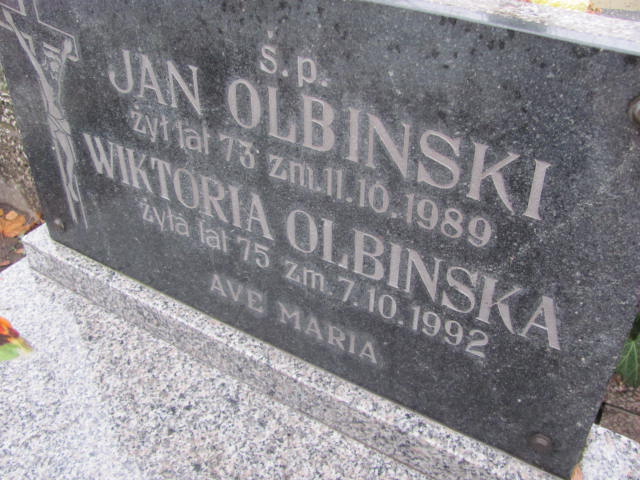 ś.p.
JAN OLBINSKI
żył lat 73 zm. 11.10.1989
WIKTORIA OLBINSKA
żyła lat 75 zm. 7.10.1992
AVE MARIA